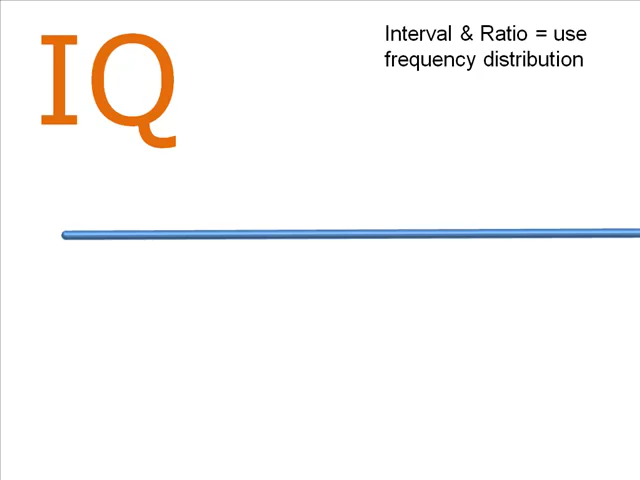 IQ
Interval & Ratio = use
frequency distribution